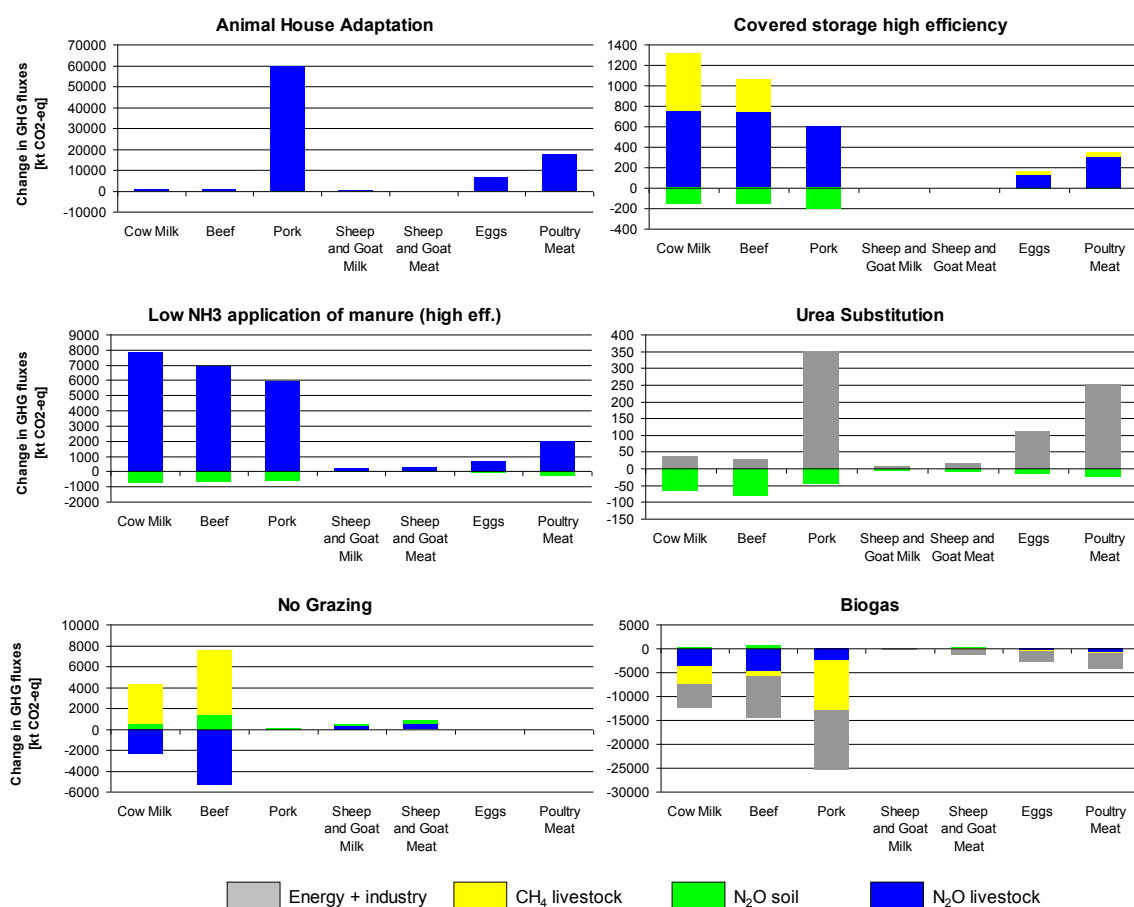 Animal House Adaptation
Change in GHG fluxes
[kt CO2-eq]
70000
60000
50000
40000
30000
20000
10000
0
-10000
Cow Milk
Beef
Pork
Sheep
and Goat
Milk
Sheep
and Goat
Meat
Eggs
Poultry
Meat
Covered storage high efficiency
1400
1200
1000
800
600
400
200
0
-200
-400
Cow Milk
Beef
Pork
Sheep and
Goat Milk
Sheep and
Goat Meat
Eggs
Poultry
Meat
Low NH3 application of manure (high eff.)
Change in GHG fluxes
[kt CO2-eq]
9000
8000
7000
6000
5000
4000
3000
2000
1000
0
-1000
-2000
Cow Milk
Beef
Pork
Sheep
and Goat
Milk
Sheep
and Goat
Meat
Eggs
Poultry
Meat
Urea Substitution
400
350
300
250
200
150
100
50
0
-50
-100
-150
Cow Milk
Beef
Pork
Sheep and
Goat Milk
Sheep and
Goat Meat
Eggs
Poultry
Meat
No Grazing
Change in GHG fluxes
[kt CO2-eq]
10000
8000
6000
4000
2000
0
-2000
-4000
-6000
Cow Milk
Beef
Pork
Sheep
and Goat
Milk
Sheep
and Goat
Meat
Eggs
Poultry
Meat
Biogas
5000
0
-5000
-10000
-15000
-20000
-25000
-30000
Cow Milk
Beef
Pork
Sheep
and Goat
Milk
Sheep
and Goat
Meat
Eggs
Poultry
Meat
Energy + industry
CH₄ livestock
N₂O soil
N₂O livestock